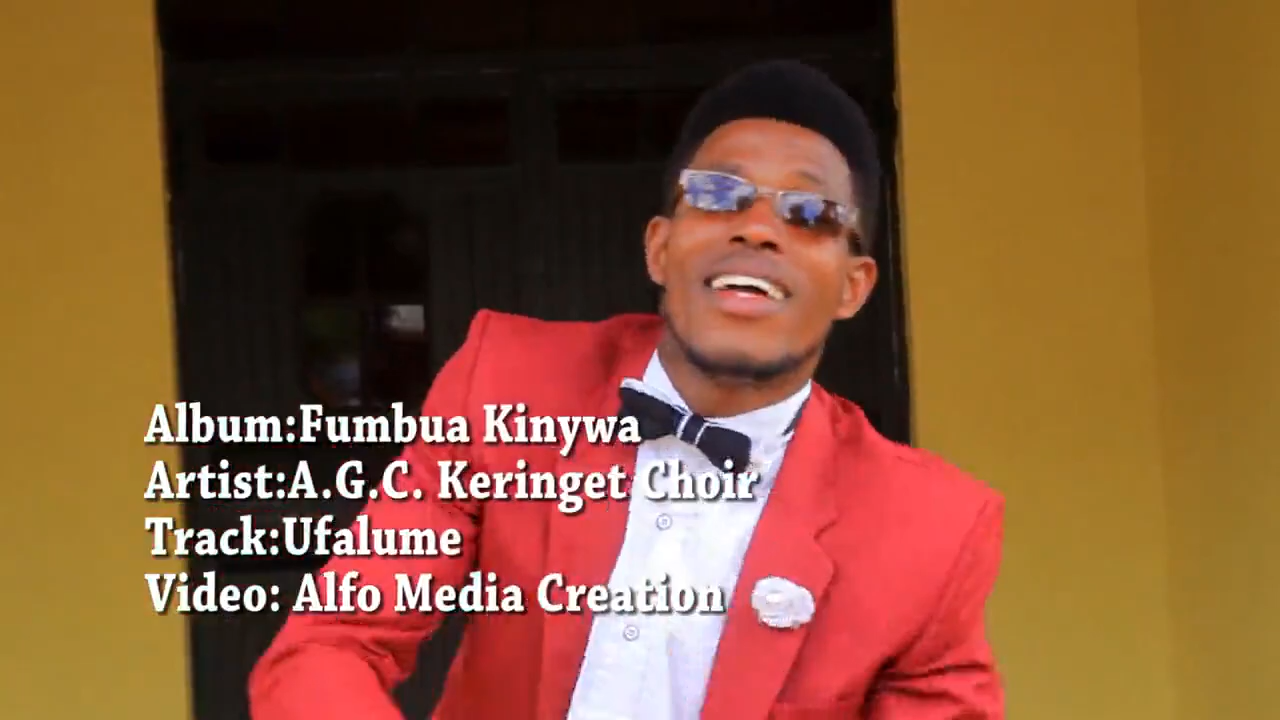 Album:Fumbua Kinywa
Artist:A.G.C. Keringet Choir
Track:Ufalume
Video: Alfo Media Creation